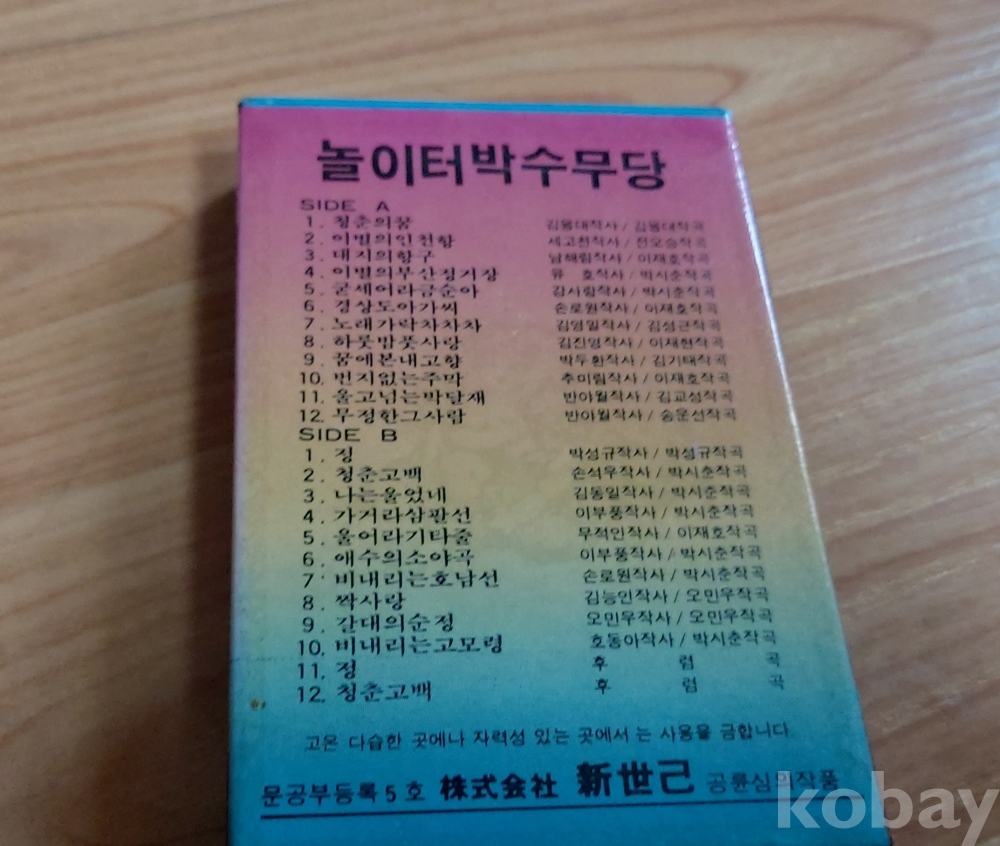 놀이터박수무당
SIDE A
1. 청춘의꿈 김용대작사 / 김용대작곡
2. 이별의인천항 세고천작사 / 전오승작곡
3. 대지의항구 남해림작사 / 이재호작곡
4. 이별의부산정거장 유 호작사 / 박시춘작곡
5. 굳세어라금순아 강사랑작사 / 박시춘작곡
6. 경상도아가씨 손로원작사 / 이재호작곡
7. 노래가락차차차 김영일작사 / 김성근작곡
8. 하룻밤풋사랑 김진영작사 / 이재현작곡
9. 꿈에본내고향 박두환작사 / 김기태작곡
10. 번지없는주막 추미림작사 / 이재호작곡
11. 울고넘는박달재 반야월작사 / 김교성작곡
12. 무정한그사람 반야월작사 / 송운선작곡
SIDE B
1. 정 박성규작사 / 박성규작곡
2. 청춘고백 손석우작사 / 박시춘작곡
3. 나는울었네 김동일작사 / 박시춘작곡
4. 가거라삼팔선 이부풍작사 / 박시춘작곡
5. 울어라기타줄 무적인작사 / 이재호작곡
6. 애수의소야곡 이부풍작사 / 박시춘작곡
7. 비내리는호남선 손로원작사 / 박시춘작곡
8. 짝사랑 김능인작사 / 오민우작곡
9. 갈대의순정 오민우작사 / 오민우작곡
10. 비내리는고모령 호동아작사 / 박시춘작곡
11. 정 후 렴 곡
12. 청춘고백 후 렴 곡
고온 다습한 곳에나 자력성 있는 곳에서는 사용을 금합니다.
문공부등록5호 株式会社 新世己 공륜심의작품
kobay